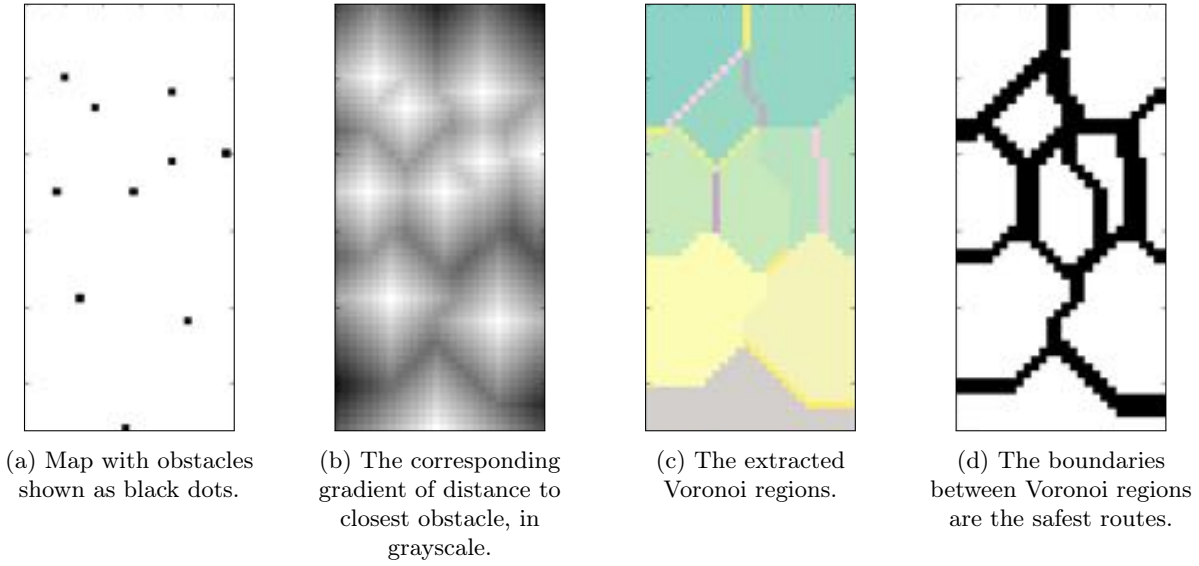 (a) Map with obstacles
shown as black dots.
(b) The corresponding
gradient of distance to
closest obstacle, in
grayscale.
(c) The extracted
Voronoi regions.
(d) The boundaries
between Voronoi regions
are the safest routes.